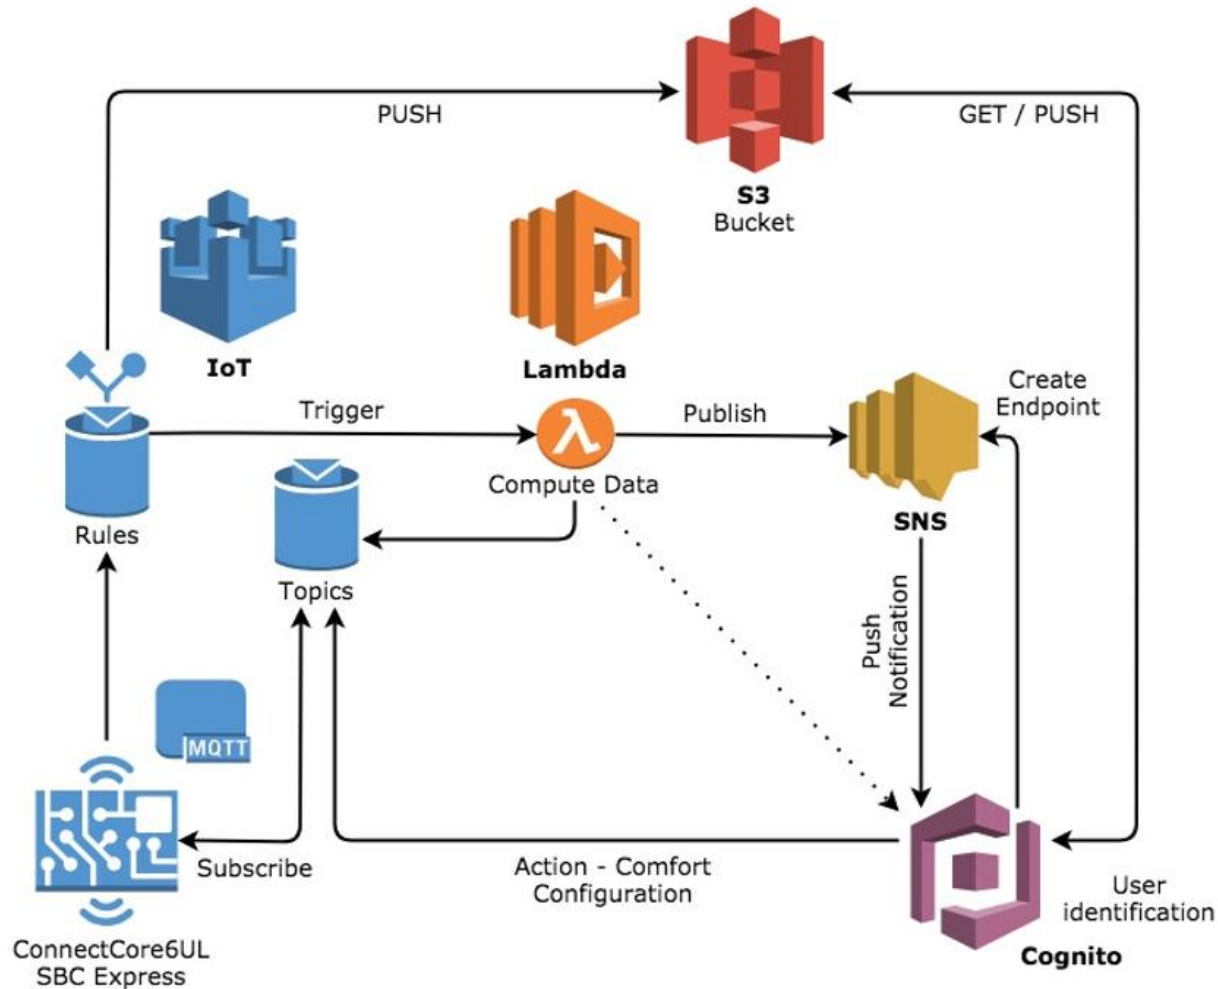 PUSH
GET / PUSH
S3
Bucket
IoT
Lambda
Trigger
Publish
Create
Endpoint
Compute Data
Rules
SNS
Topics
Push
Notification
MQTT
Subscribe
Action - Comfort
Configuration
User
identification
ConnectCore6UL
SBC Express
Cognito